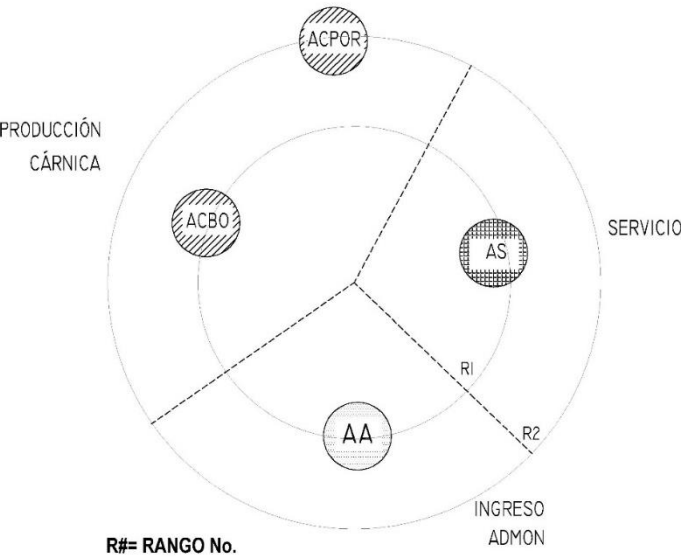 ACPOR
PRODUCCIÓN
CÁRNICA
ACBO
AS
SERVICIO
R1
AA
R2
INGRESO
ADMON
R#= RANGO No.